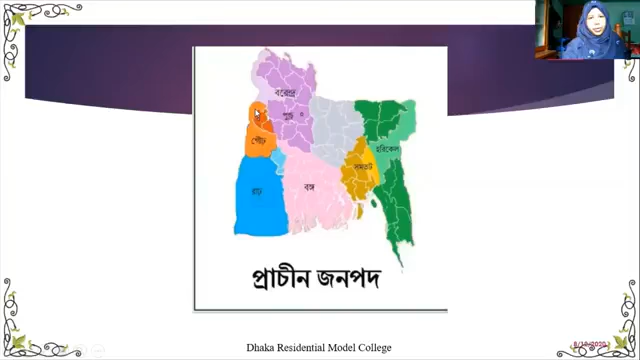 বরেন্দ্র
পুন্ড্র
গৌড়
হরিকেল
সমতট
রাঢ়
বঙ্গ
প্রাচীন জনপদ
Dhaka Residential Model College